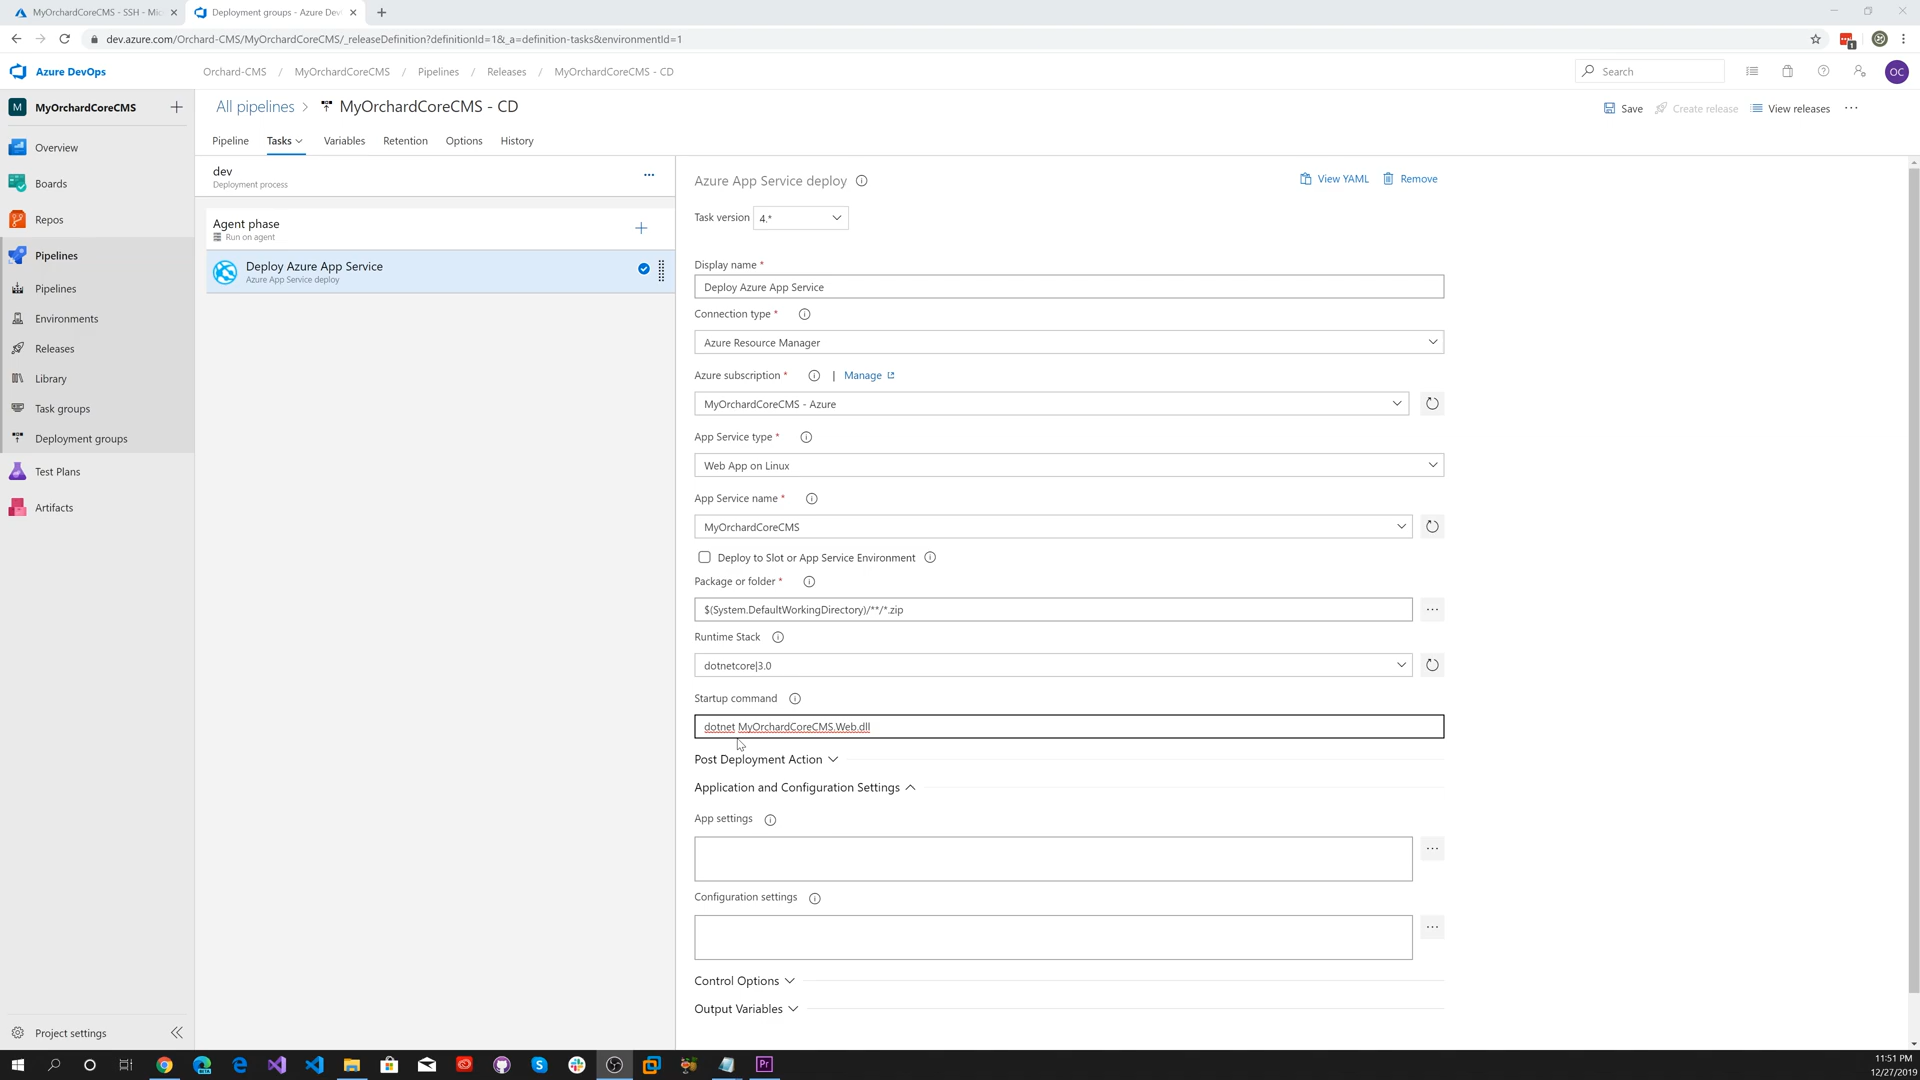 MyOrchardCoreCMS - SSH - Mic
Deployment groups - Azure Dev
dev.azure.com/Orchard-CMS/MyOrchardCoreCMS/_releaseDefinition?definitionId=1&_a=definition-tasks&environmentId=1
1
Azure DevOps
Orchard-CMS / MyOrchardCoreCMS / Pipelines / Releases / MyOrchardCoreCMS - CD
Search
OC
M MyOrchardCoreCMS
All pipelines > MyOrchardCoreCMS - CD
Save
Create release
View releases
Overview
Boards
Repos
Pipelines
Pipelines
Environments
Releases
Library
Task groups
Deployment groups
Test Plans
Artifacts
Project settings
Pipeline
Tasks
Variables
Retention
Options
History
dev
Deployment process
Agent phase
Run on agent
Deploy Azure App Service
Azure App Service deploy
Azure App Service deploy
View YAML
Remove
Task version 4.*
Display name *
Deploy Azure App Service
Connection type *
Azure Resource Manager
Azure subscription * | Manage
MyOrchardCoreCMS - Azure
App Service type *
Web App on Linux
App Service name *
MyOrchardCoreCMS
Deploy to Slot or App Service Environment
Package or folder *
$(System.DefaultWorkingDirectory)/**/*.zip
Runtime Stack
dotnetcore|3.0
Startup command
dotnet MyOrchardCoreCMS.Web.dll
Post Deployment Action
Application and Configuration Settings
App settings
Configuration settings
Control Options
Output Variables
BETA
Pr
11:51 PM
12/27/2019